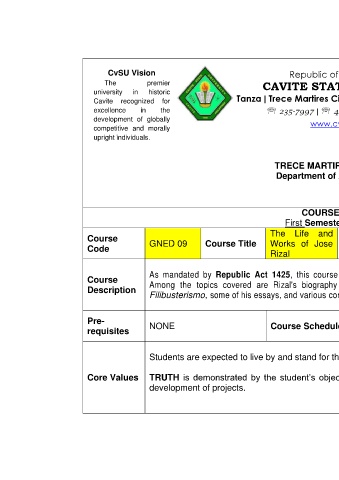 CvSU Vision
The premier
university in historic
Cavite recognized for
excellence in the
development of globally
competitive and morally
upright individuals.
Republic of
CAVITE STAT
Tanza | Trece Martires Ci
☏ 235-7997 | ☏ 4
www.cv
TRECE MARTIR
Department of
COURSE
First Semeste
Course
Code
GNED 09
Course Title
The Life and
Works of Jose
Rizal
Course
Description
As mandated by Republic Act 1425, this course
Among the topics covered are Rizal's biography
Filibusterismo, some of his essays, and various cor
Pre-
requisites
NONE
Course Schedule
Core Values
Students are expected to live by and stand for th
TRUTH is demonstrated by the student's objec
development of projects.